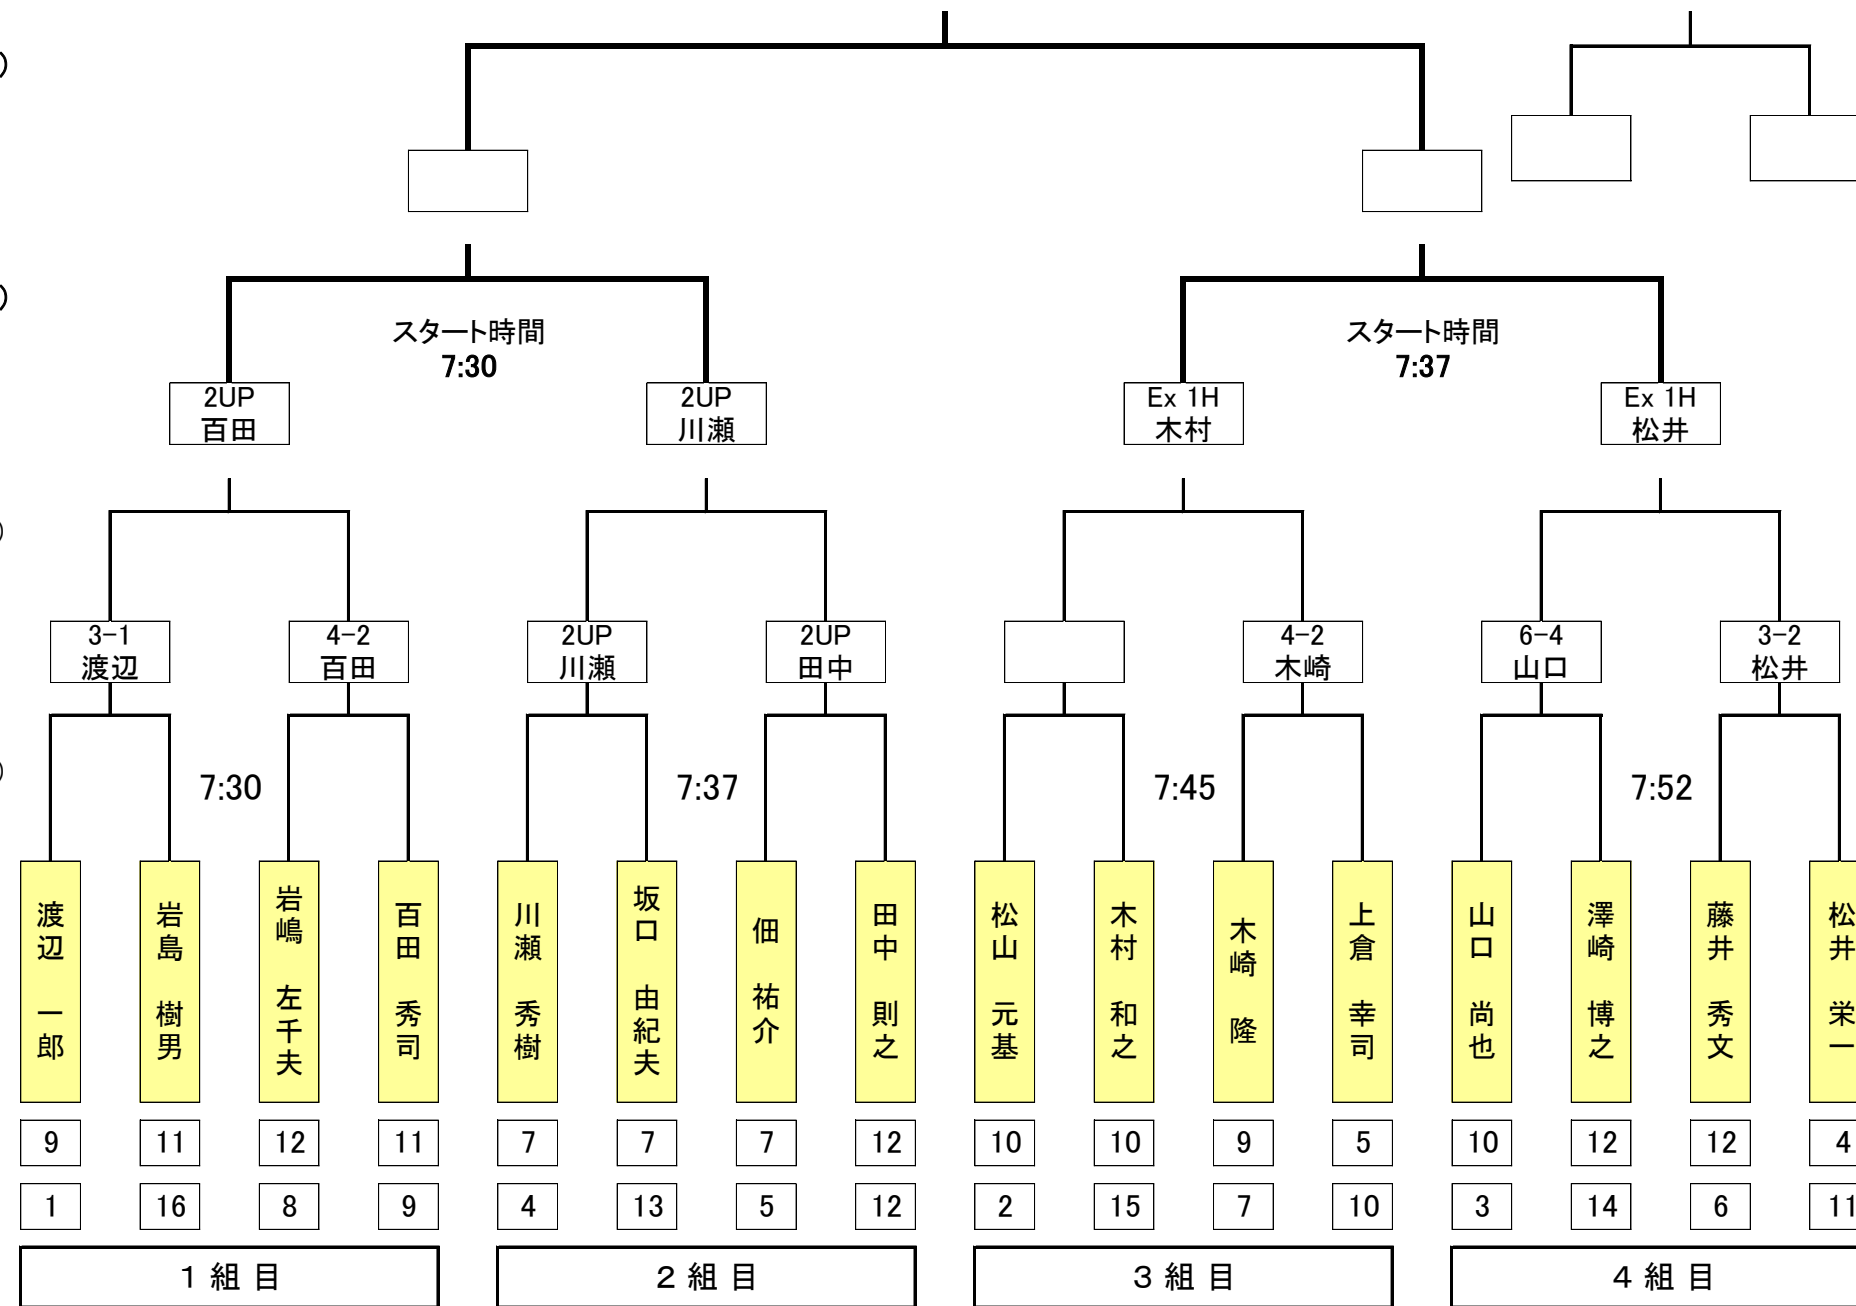 )
)
スタート時間
7:30
スタート時間
7:37
2UP
百田
2UP
川瀬
Ex 1H
木村
Ex 1H
松井
)
3-1
渡辺
4-2
百田
2UP
川瀬
2UP
田中
4-2
木崎
6-4
山口
3-2
松井
)
7:30
7:37
7:45
7:52
渡辺 一郎
岩島 樹男
岩嶋 左千夫
百田 秀司
川瀬 秀樹
坂口 由紀夫
佃 祐介
田中 則之
松山 元基
木村 和之
木崎 隆
上倉 幸司
山口 尚也
澤崎 博之
藤井 秀文
松井 栄一
9 11 12 11 7 7 7 12 10 10 9 5 10 12 12 4
1 16 8 9 4 13 5 12 2 15 7 10 3 14 6 11
１ 組 目
２ 組 目
３ 組 目
４ 組 目